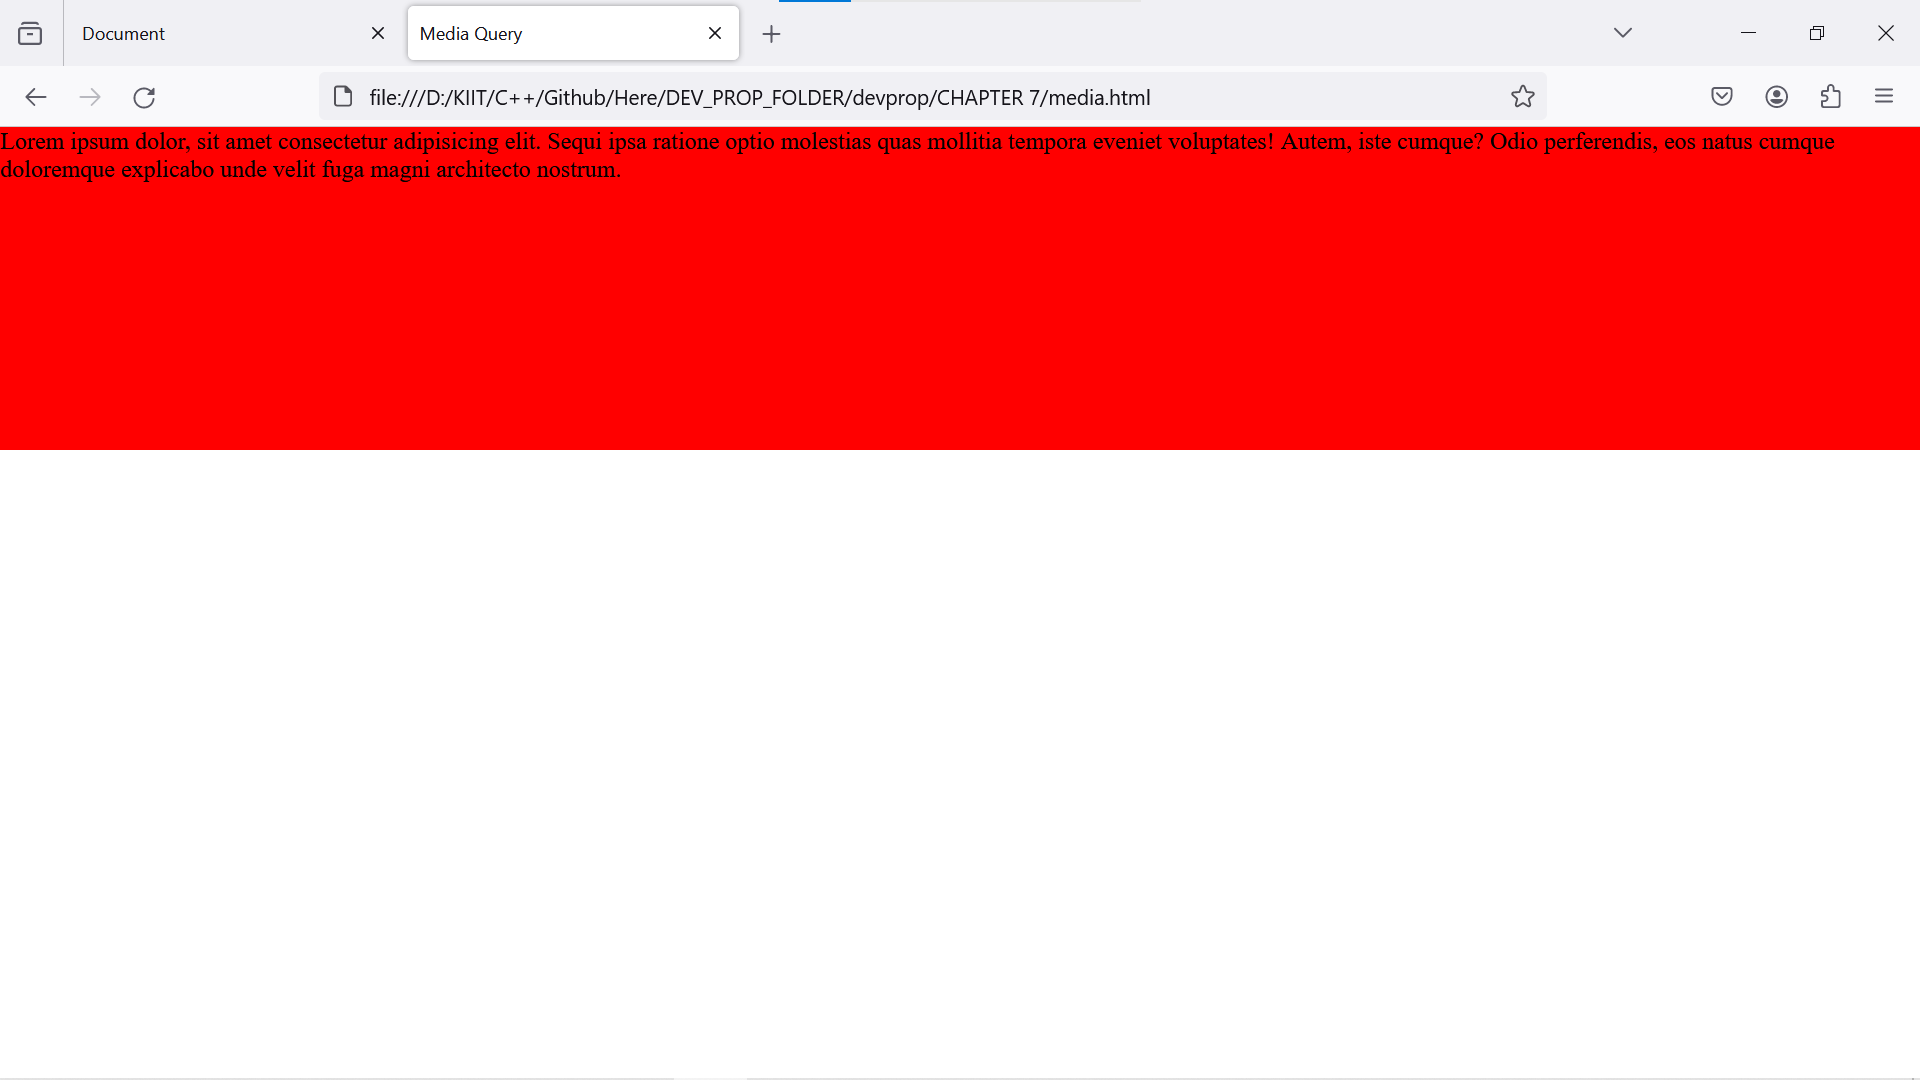 Document
Media Query
file:///D:/KIIT/C++/Github/Here/DEV_PROP_FOLDER/devprop/CHAPTER 7/media.html
Lorem ipsum dolor, sit amet consectetur adipisicing elit. Sequi ipsa ratione optio molestias quas mollitia tempora eveniet voluptates! Autem, iste cumque? Odio perferendis, eos natus cumque
doloremque explicabo unde velit fuga magni architecto nostrum.